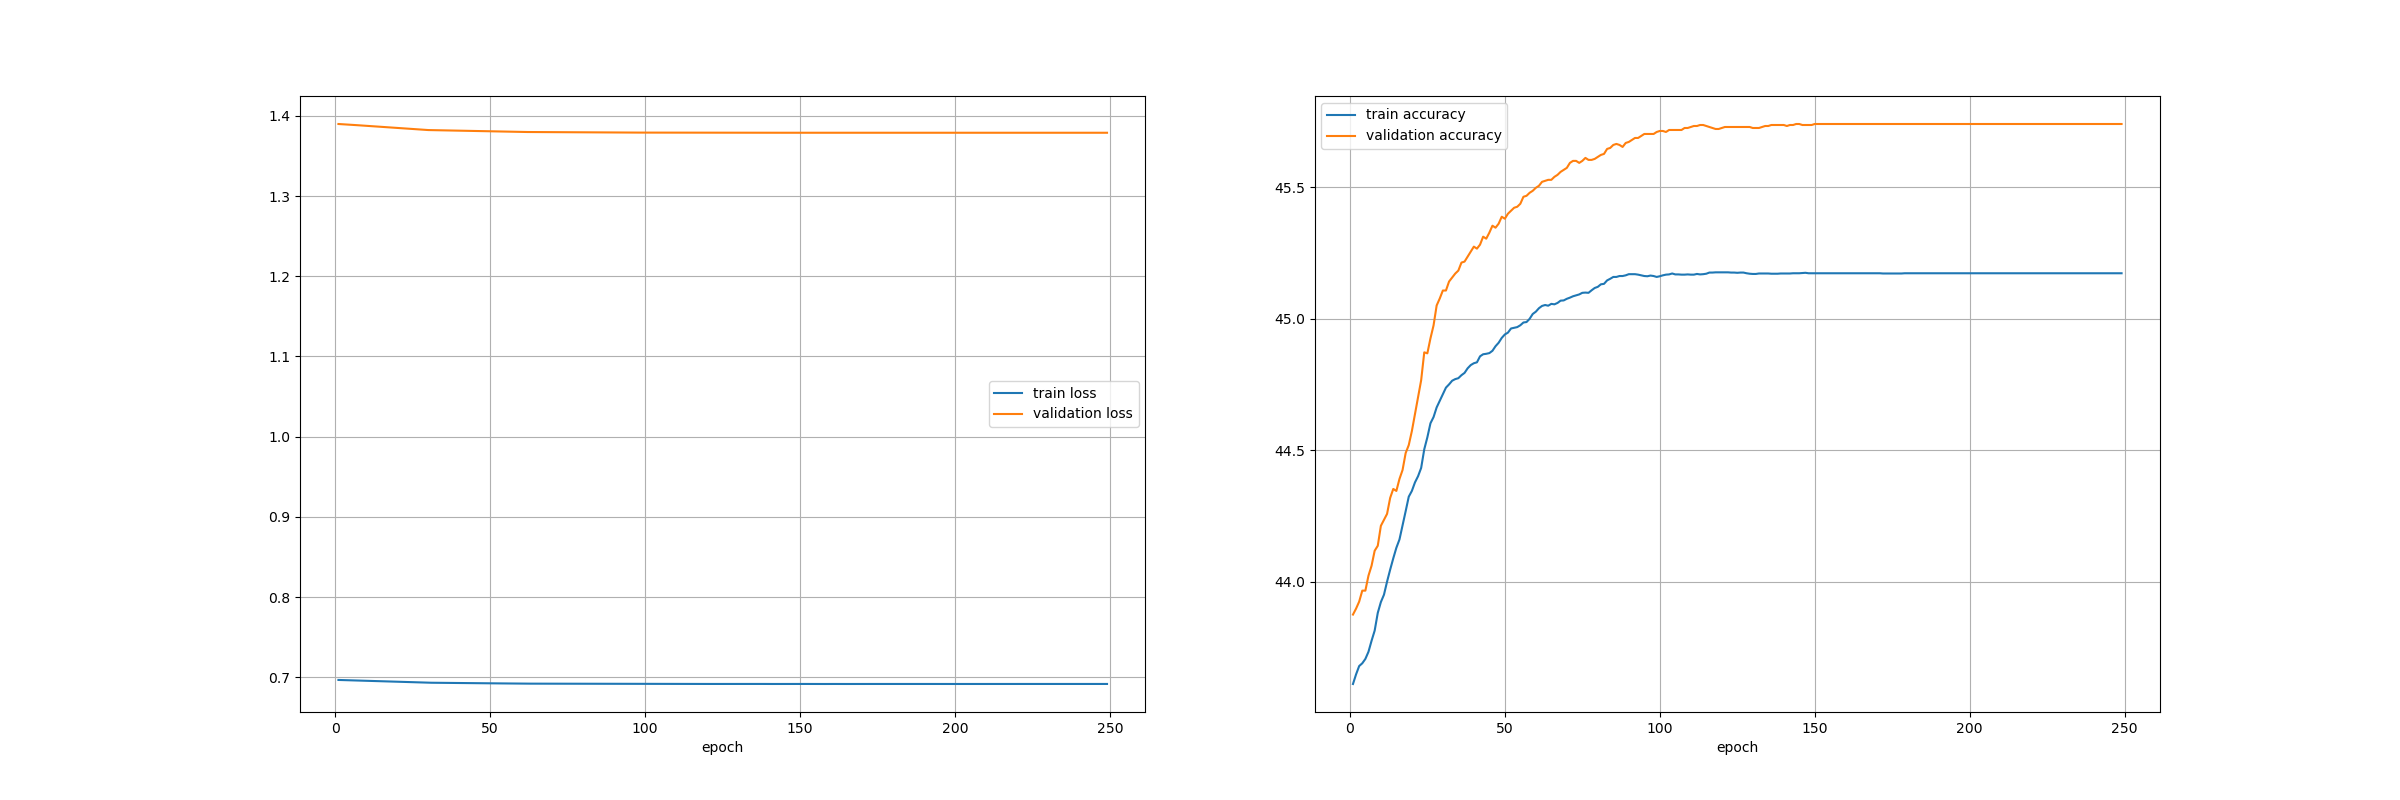 1.4
1.3
1.2
1.1
1.0
0.9
0.8
0.7
train loss
validation loss
0 50 100 150 200 250
epoch
train accuracy
validation accuracy
45.5
45.0
44.5
44.0
0 50 100 150 200 250
epoch